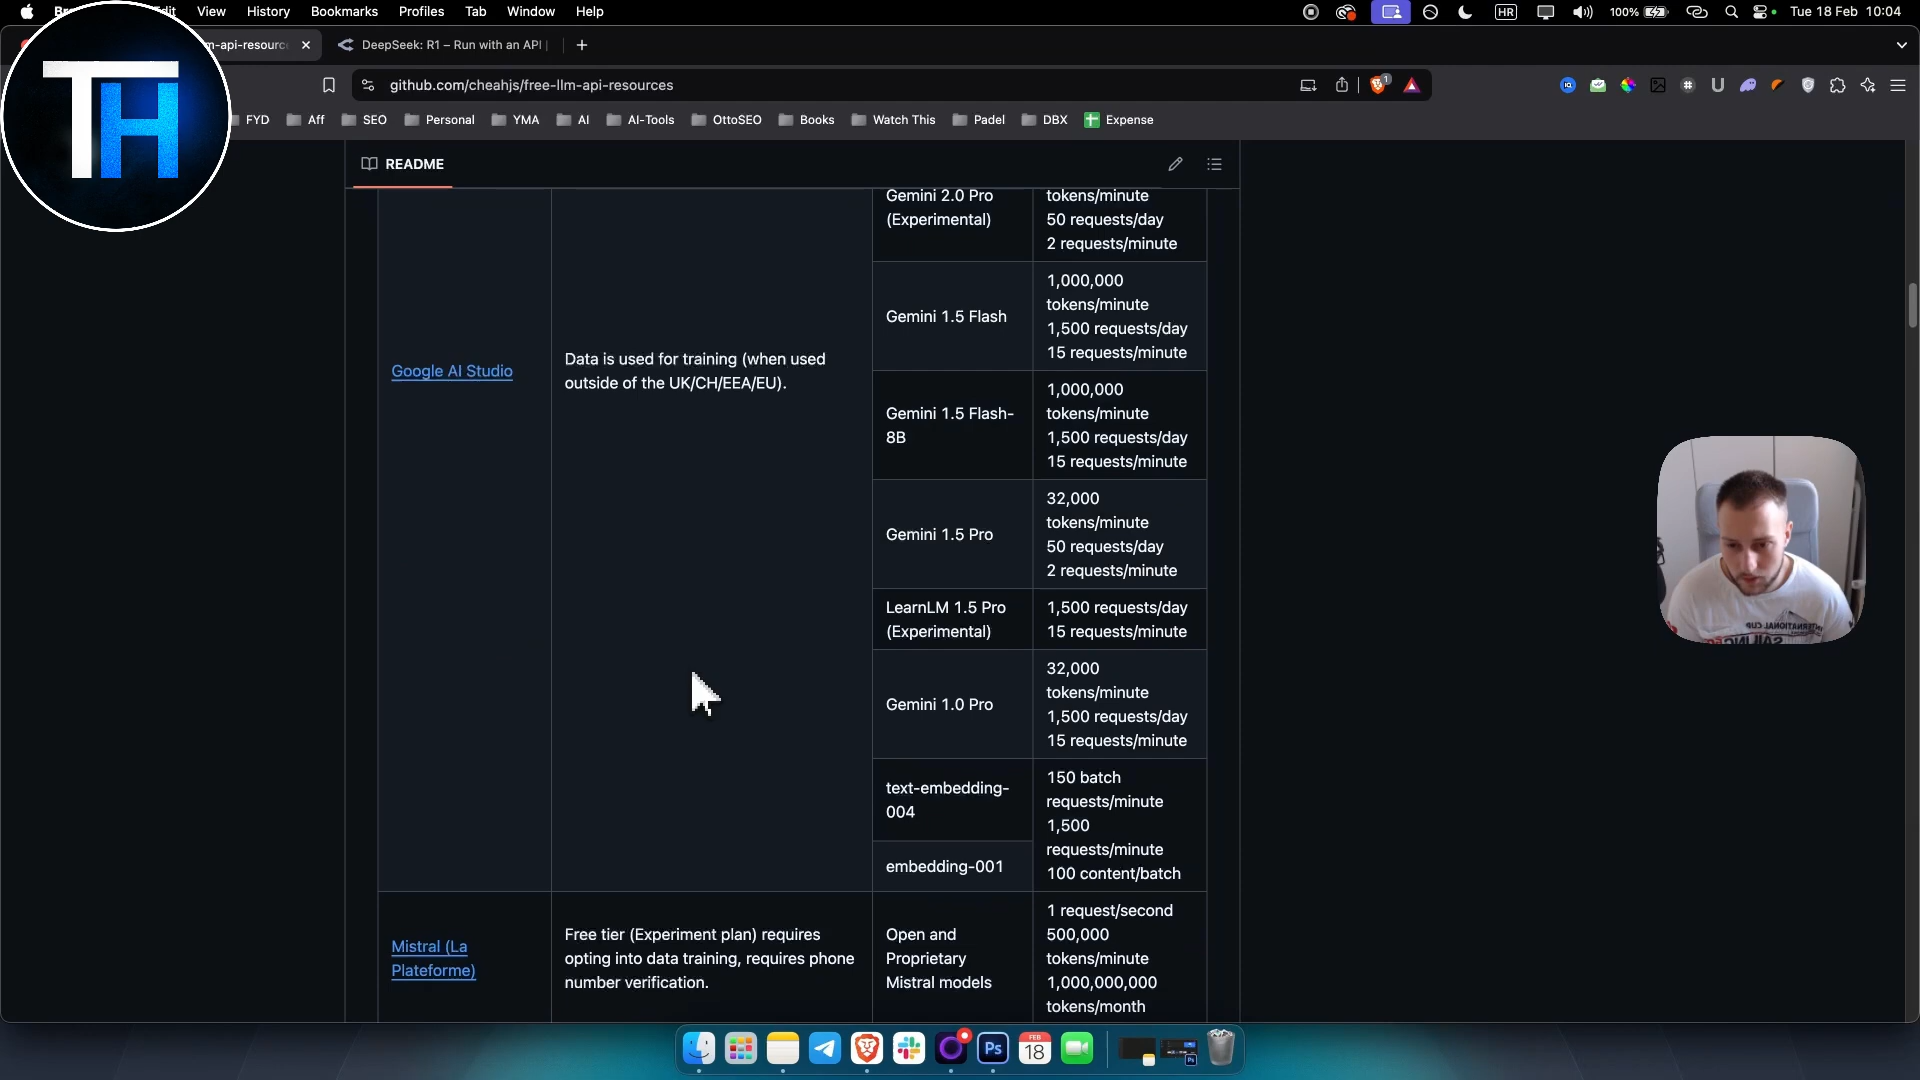 View
History
Bookmarks
Profiles
Tab
Window
Help
HR
100%
Tue 18 Feb 10:04
TH
DeepSeek: R1 – Run with an API
github.com/cheahjs/free-llm-api-resources
1
FYD
Aff
SEO
Personal
YMA
AI
AI-Tools
OttoSEO
Books
Watch This
Padel
DBX
Expense
README
Gemini 2.0 Pro
(Experimental)
tokens/minute
50 requests/day
2 requests/minute
Google AI Studio
Data is used for training (when used
outside of the UK/CH/EEA/EU).
Gemini 1.5 Flash
1,000,000
tokens/minute
1,500 requests/day
15 requests/minute
Gemini 1.5 Flash-
8B
1,000,000
tokens/minute
1,500 requests/day
15 requests/minute
Gemini 1.5 Pro
32,000
tokens/minute
50 requests/day
2 requests/minute
LearnLM 1.5 Pro
(Experimental)
1,500 requests/day
15 requests/minute
Gemini 1.0 Pro
32,000
tokens/minute
1,500 requests/day
15 requests/minute
text-embedding-
004
embedding-001
150 batch
requests/minute
1,500
requests/minute
100 content/batch
Mistral (La
Plateforme)
Free tier (Experiment plan) requires
opting into data training, requires phone
number verification.
Open and
Proprietary
Mistral models
1 request/second
500,000
tokens/minute
1,000,000,000
tokens/month
Ps
FEB
18